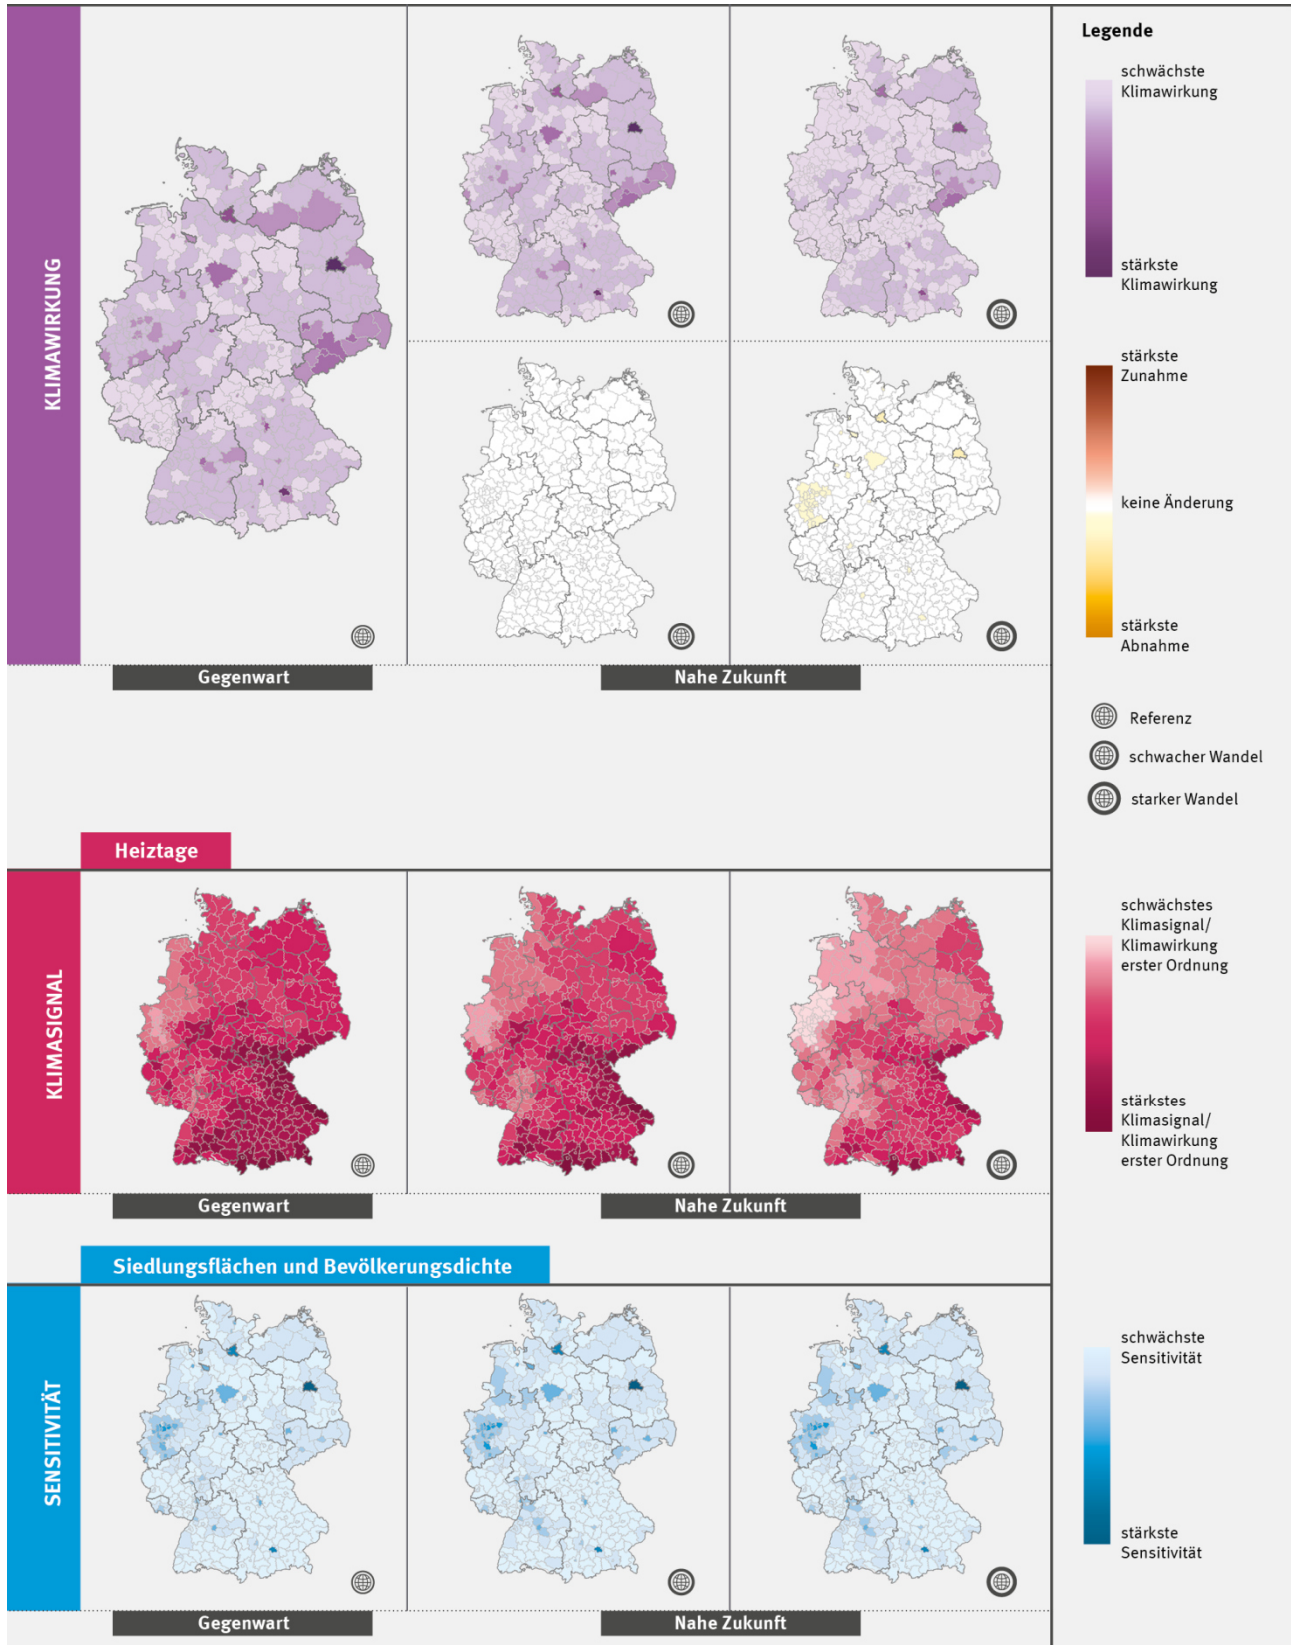 KLIMAWIRKUNG
Gegenwart
Nahe Zukunft
Legende
schwächste
Klimawirkung
stärkste
Klimawirkung
stärkste
Zunahme
keine Änderung
stärkste
Abnahme
Referenz
schwacher Wandel
starker Wandel
Heiztage
KLIMASIGNAL
Gegenwart
Nahe Zukunft
schwächstes
Klimasignal/
Klimawirkung
erster Ordnung
stärkstes
Klimasignal/
Klimawirkung
erster Ordnung
Siedlungsflächen und Bevölkerungsdichte
SENSITIVITÄT
Gegenwart
Nahe Zukunft
schwächste
Sensitivität
stärkste
Sensitivität